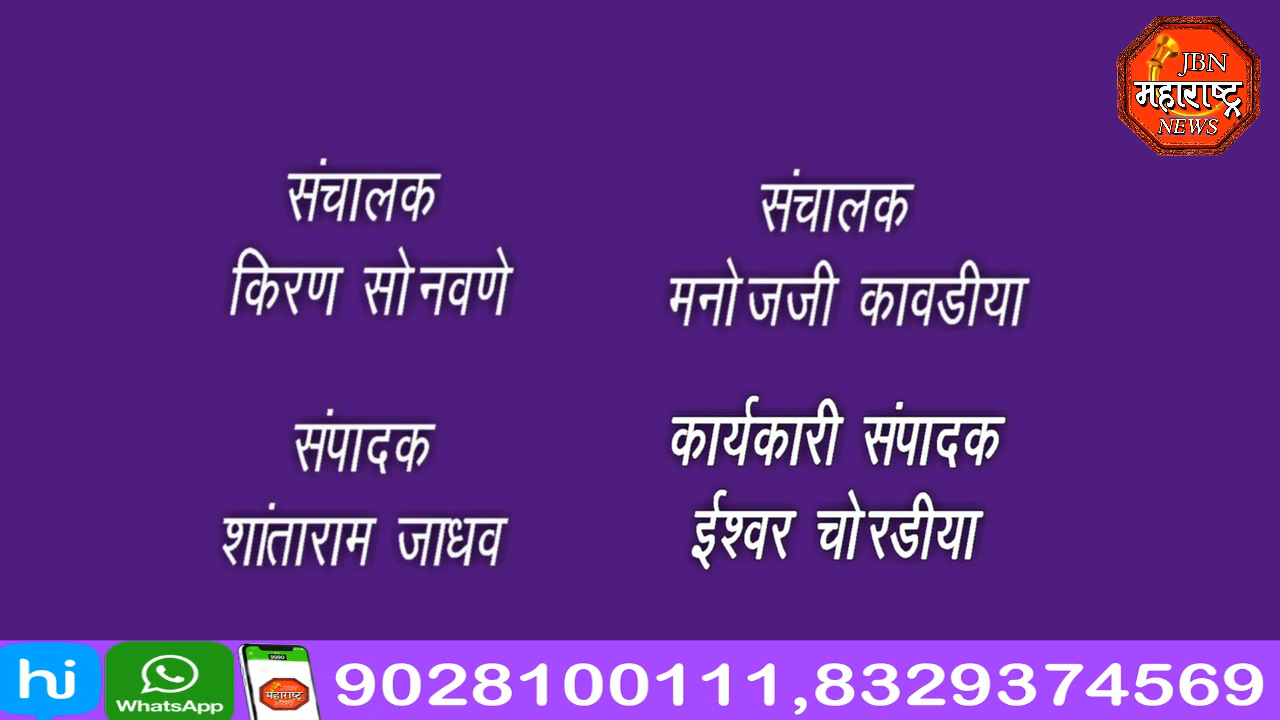 JBN
महाराष्ट्र
NEWS
संचालक
किरण सोनवणे
संचालक
मनोजजी कावडीया
संपादक
शांताराम जाधव
कार्यकारी संपादक
ईश्वर चोरडीया
hi
WhatsApp
महाराष्ट्र
9028100111,8329374569